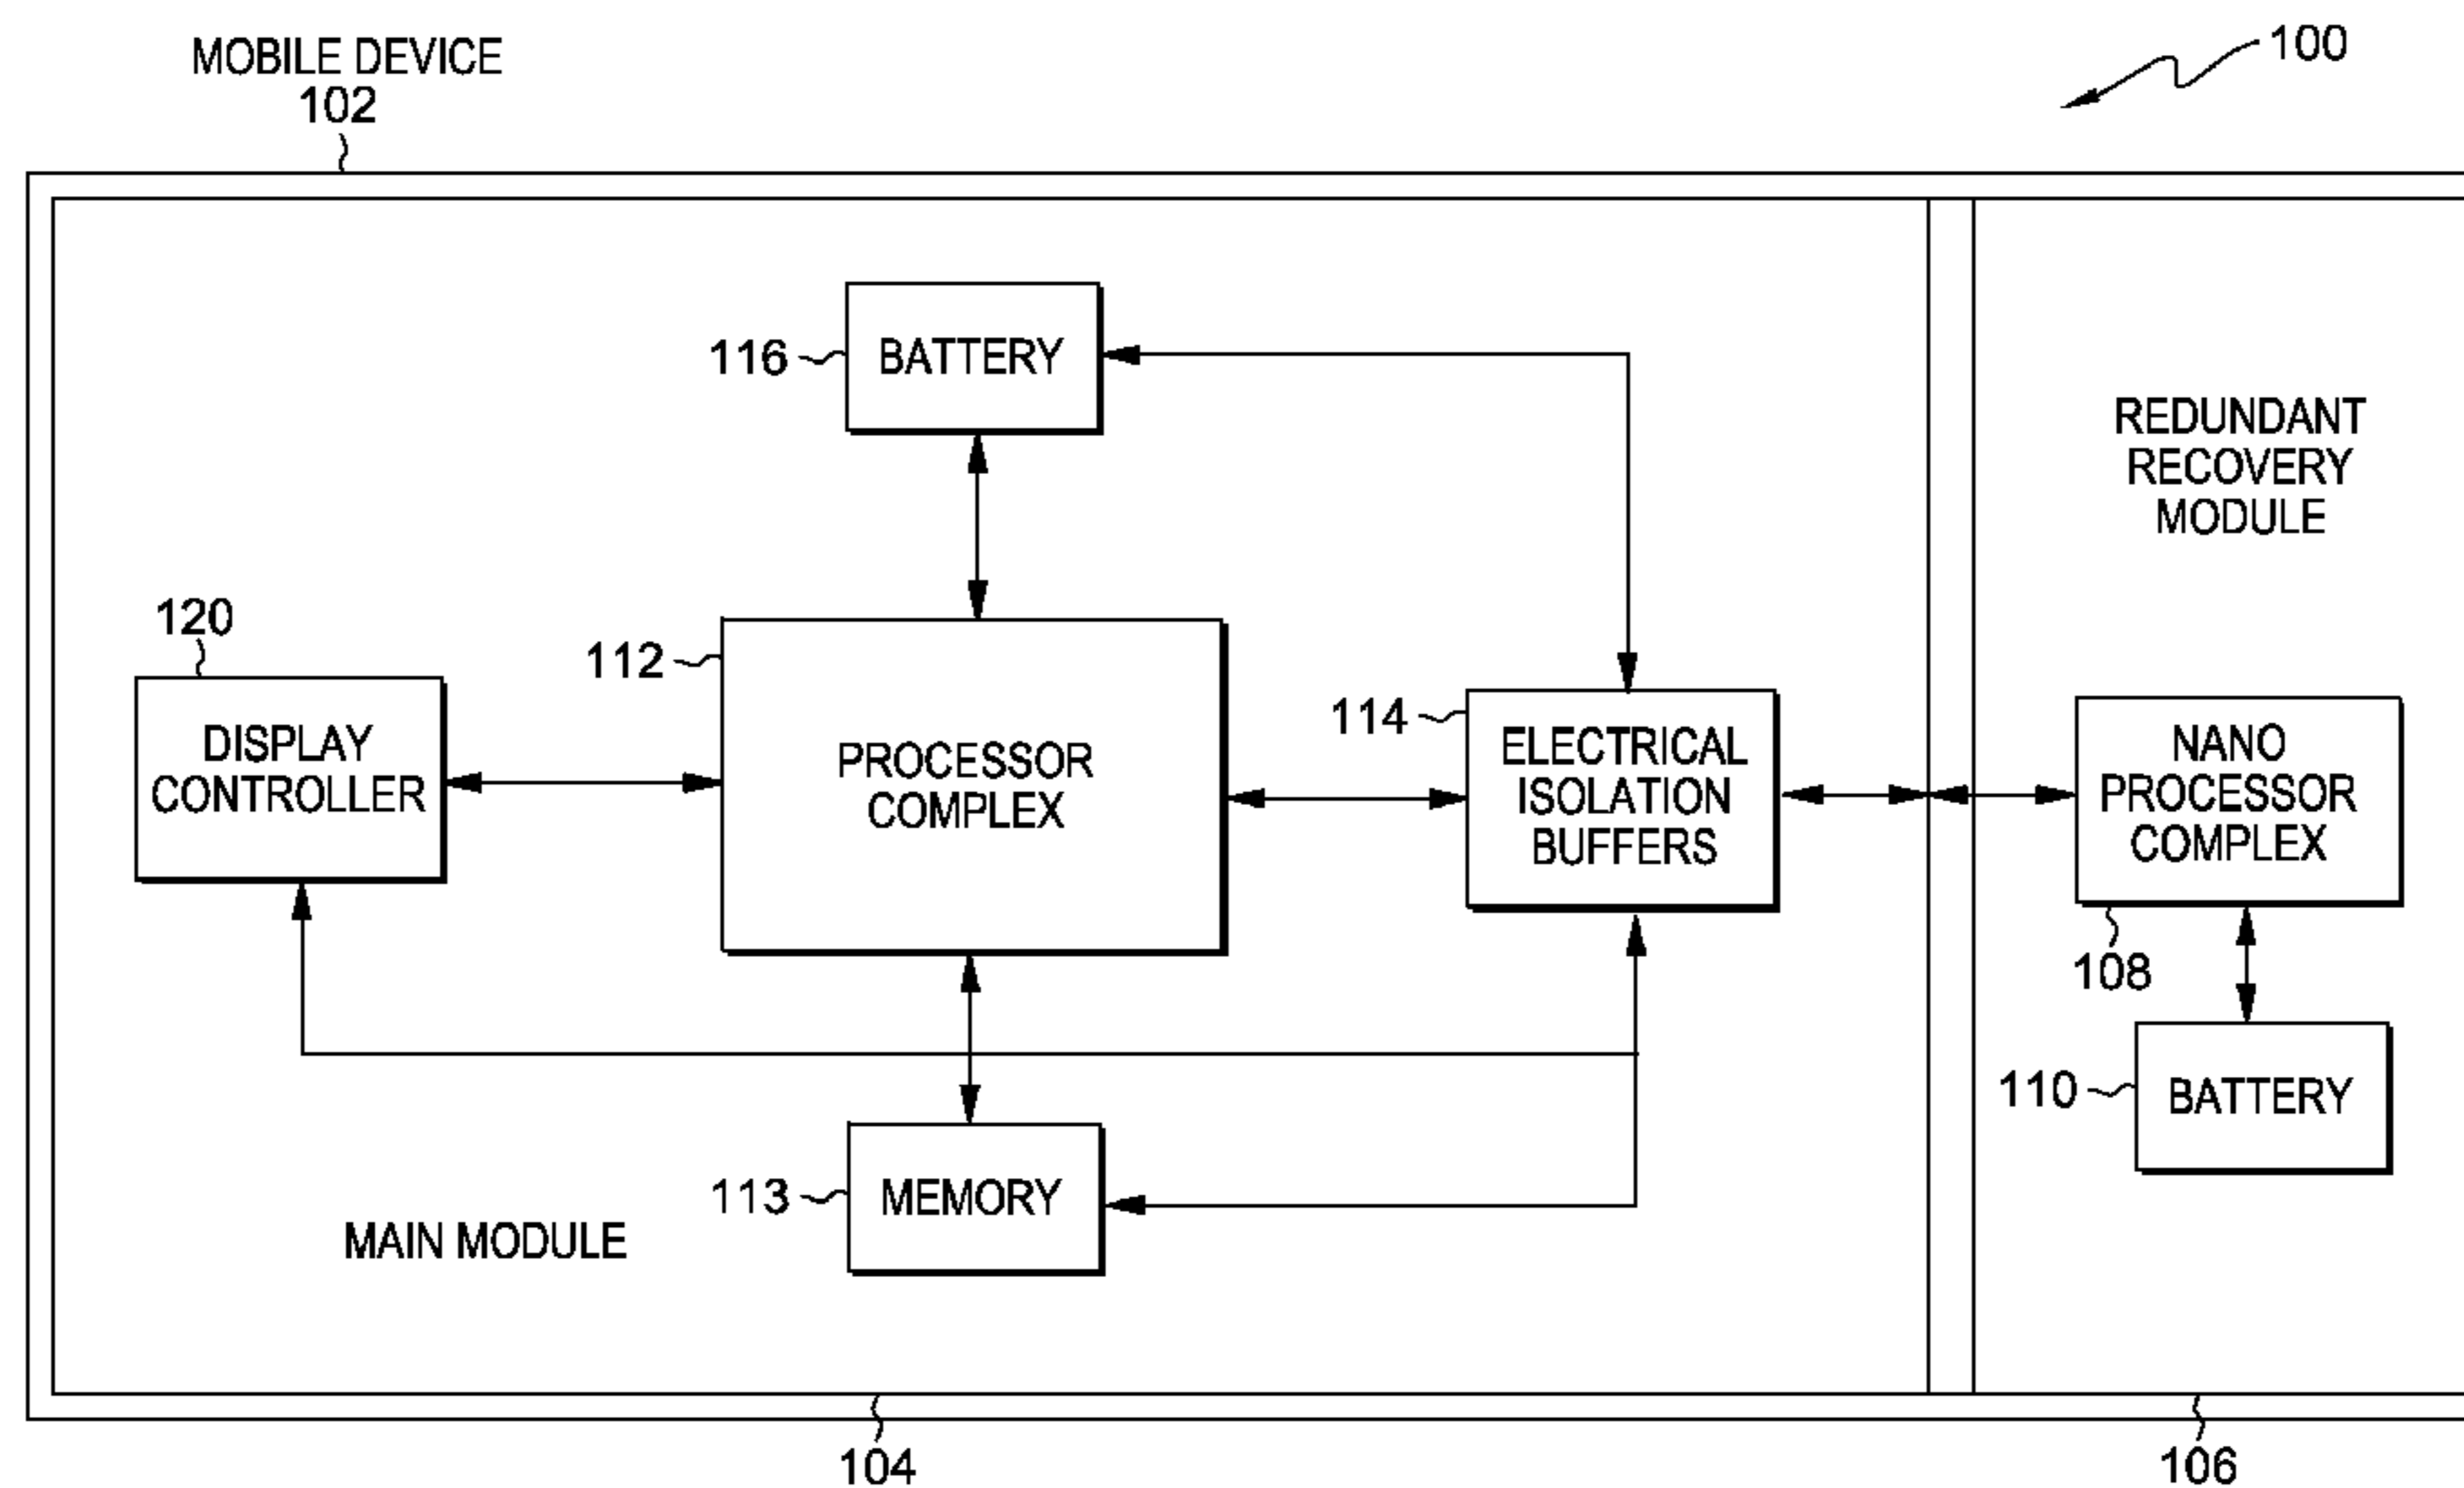 MOBILE DEVICE
102
100
116
BATTERY
REDUNDANT
RECOVERY
MODULE
120
112
DISPLAY
CONTROLLER
PROCESSOR
COMPLEX
114
ELECTRICAL
ISOLATION
BUFFERS
NANO
PROCESSOR
COMPLEX
108
110
BATTERY
113
MEMORY
MAIN MODULE
104
106